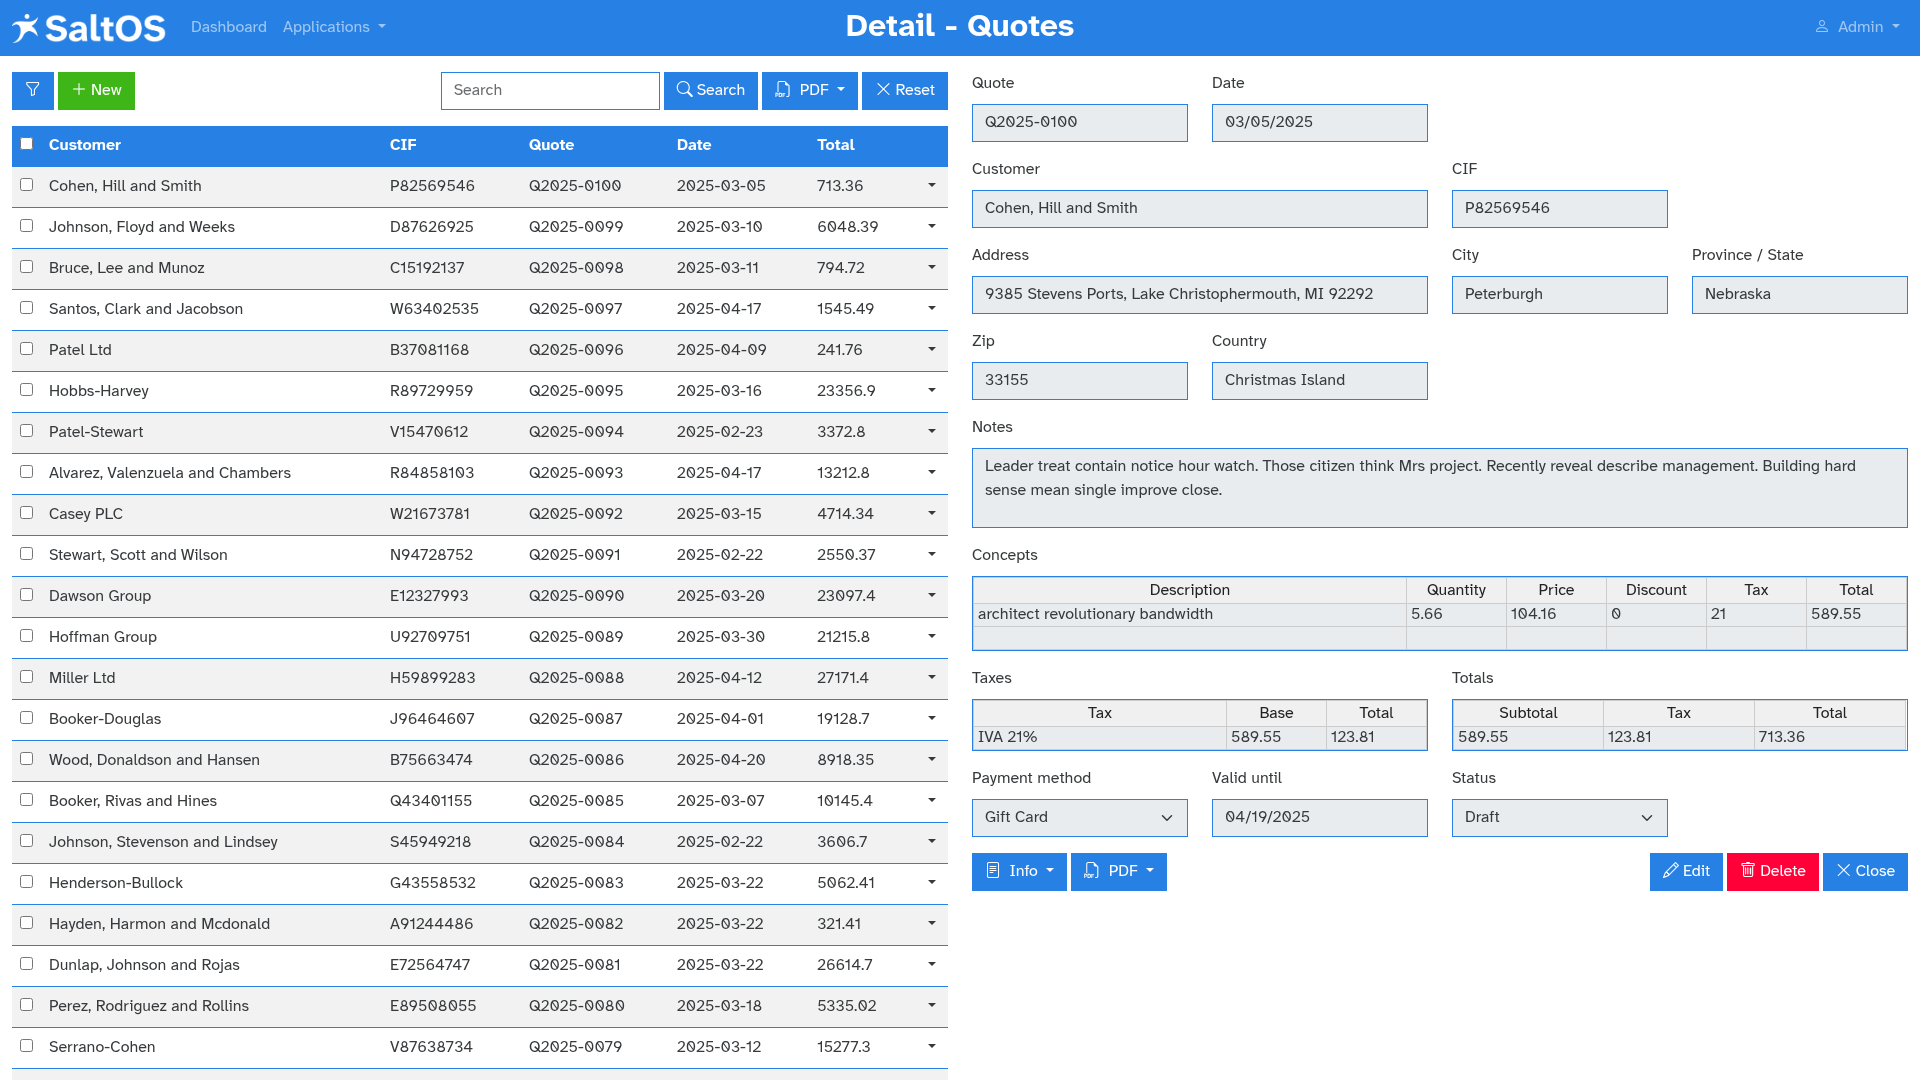 SaltOS Dashboard Applications Detail - Quotes Admin
New Search Search PDF Reset
Customer CIF Quote Date Total
Cohen, Hill and Smith P82569546 Q2025-0100 2025-03-05 713.36
Johnson, Floyd and Weeks D87626925 Q2025-0099 2025-03-10 6048.39
Bruce, Lee and Munoz C15192137 Q2025-0098 2025-03-11 794.72
Santos, Clark and Jacobson W63402535 Q2025-0097 2025-04-17 1545.49
Patel Ltd B37081168 Q2025-0096 2025-04-09 241.76
Hobbs-Harvey R89729959 Q2025-0095 2025-03-16 23356.9
Patel-Stewart V15470612 Q2025-0094 2025-02-23 3372.8
Alvarez, Valenzuela and Chambers R84858103 Q2025-0093 2025-04-17 13212.8
Casey PLC W21673781 Q2025-0092 2025-03-15 4714.34
Stewart, Scott and Wilson N94728752 Q2025-0091 2025-02-22 2550.37
Dawson Group E12327993 Q2025-0090 2025-03-20 23097.4
Hoffman Group U92709751 Q2025-0089 2025-03-30 21215.8
Miller Ltd H59899283 Q2025-0088 2025-04-12 27171.4
Booker-Douglas J96464607 Q2025-0087 2025-04-01 19128.7
Wood, Donaldson and Hansen B75663474 Q2025-0086 2025-04-20 8918.35
Booker, Rivas and Hines Q43401155 Q2025-0085 2025-03-07 10145.4
Johnson, Stevenson and Lindsey S45949218 Q2025-0084 2025-02-22 3606.7
Henderson-Bullock G43558532 Q2025-0083 2025-03-22 5062.41
Hayden, Harmon and Mcdonald A91244486 Q2025-0082 2025-03-22 321.41
Dunlap, Johnson and Rojas E72564747 Q2025-0081 2025-03-22 26614.7
Perez, Rodriguez and Rollins E89508055 Q2025-0080 2025-03-18 5335.02
Serrano-Cohen V87638734 Q2025-0079 2025-03-12 15277.3
Quote Date
Q2025-0100 03/05/2025
Customer CIF
Cohen, Hill and Smith P82569546
Address City Province / State
9385 Stevens Ports, Lake Christophermouth, MI 92292 Peterburgh Nebraska
Zip Country
33155 Christmas Island
Notes
Leader treat contain notice hour watch. Those citizen think Mrs project. Recently reveal describe management. Building hard
sense mean single improve close.
Concepts
Description Quantity Price Discount Tax Total
architect revolutionary bandwidth 5.66 104.16 0 21 589.55
Taxes Totals
Tax Base Total Subtotal Tax Total
IVA 21% 589.55 123.81 589.55 123.81 713.36
Payment method Valid until Status
Gift Card 04/19/2025 Draft
Info PDF Edit Delete Close